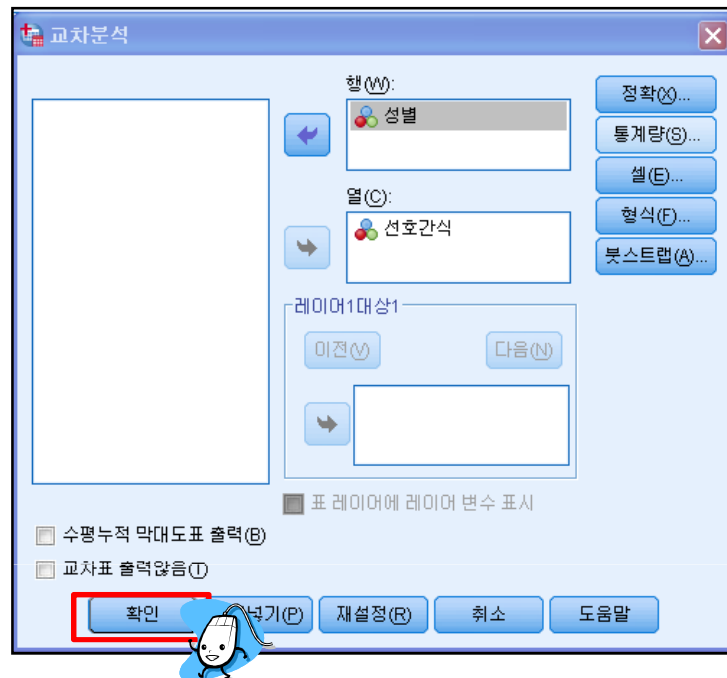 교차분석
행(W):
성별
열(C):
선호간식
정확(X)...
통계량(S)...
셀(E)...
형식(F)...
붓스트랩(A)...
레이어1대상1
이전(V)
다음(N)
표 레이어에 레이어 변수 표시
수평누적 막대도표 출력(B)
교차표 출력않음(T)
확인
넣기(P)
재설정(R)
취소
도움말